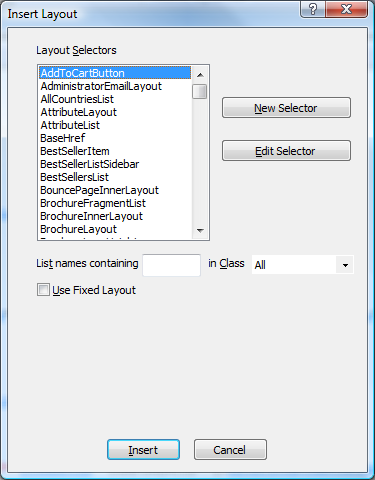 Insert Layout
Layout Selectors
AddToCartButton
AdministratorEmailLayout
AllCountriesList
AttributeLayout
AttributeList
BaseHref
BestSellerItem
BestSellerListSidebar
BestSellersList
BouncePageInnerLayout
BrochureFragmentList
BrochureInnerLayout
BrochureLayout
New Selector
Edit Selector
List names containing in Class All
Use Fixed Layout
Insert Cancel